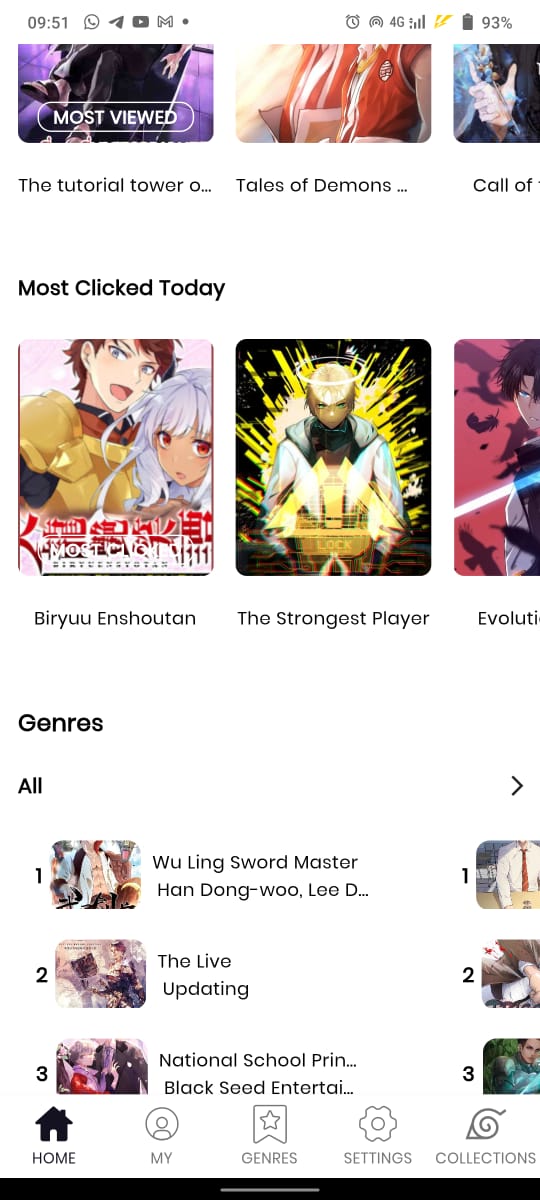 09:51
4G
93%
MOST VIEWED
The tutorial tower o...
Tales of Demons ...
Call of
Most Clicked Today
MOST CLICKED
LOCK
Biryuu Enshoutan
The Strongest Player
Evoluti
Genres
All
1
Wu Ling Sword Master
Han Dong-woo, Lee D...
1
2
The Live
Updating
2
3
National School Prin...
Black Seed Entertai...
3
HOME
MY
GENRES
SETTINGS
COLLECTIONS